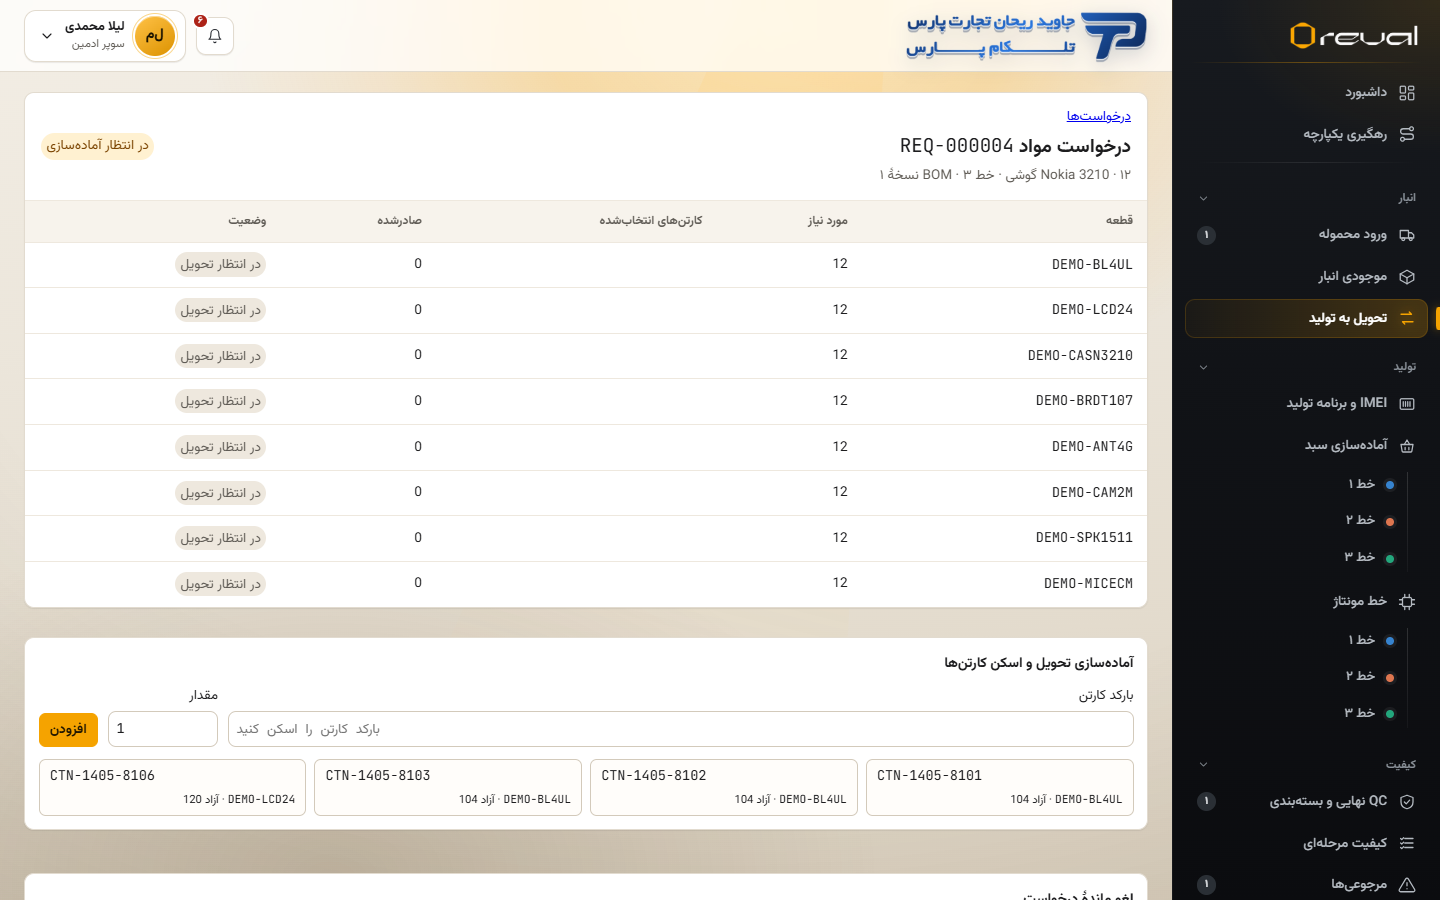 reval
داشبورد
رهگیری یکپارچه
انبار
ورود محموله ۱
موجودی انبار
تحویل به تولید
تولید
IMEI و برنامه تولید
آماده‌سازی سبد
خط ۱
خط ۲
خط ۳
خط مونتاژ
خط ۱
خط ۲
خط ۳
کیفیت
QC نهایی و بسته‌بندی ۱
کیفیت مرحله‌ای
مرجوعی‌ها ۱
جاوید ریحان تجارت پارس
تلکام پارس
۶
ل‌م
لیلا محمدی
سوپر ادمین
درخواست‌ها
درخواست مواد REQ-000004
در انتظار آماده‌سازی
۱۲ · Nokia 3210 گوشی · خط ۳ · BOM نسخهٔ ۱
قطعه مورد نیاز کارتن‌های انتخاب‌شده صادرشده وضعیت
DEMO-BL4UL 12 0 در انتظار تحویل
DEMO-LCD24 12 0 در انتظار تحویل
DEMO-CASN3210 12 0 در انتظار تحویل
DEMO-BRDT107 12 0 در انتظار تحویل
DEMO-ANT4G 12 0 در انتظار تحویل
DEMO-CAM2M 12 0 در انتظار تحویل
DEMO-SPK1511 12 0 در انتظار تحویل
DEMO-MICECM 12 0 در انتظار تحویل
آماده‌سازی تحویل و اسکن کارتن‌ها
بارکد کارتن مقدار
بارکد کارتن را اسکن کنید 1 افزودن
CTN-1405-8101
DEMO-BL4UL · آزاد 104
CTN-1405-8102
DEMO-BL4UL · آزاد 104
CTN-1405-8103
DEMO-BL4UL · آزاد 104
CTN-1405-8106
DEMO-LCD24 · آزاد 120
لغو ماندهٔ درخواست